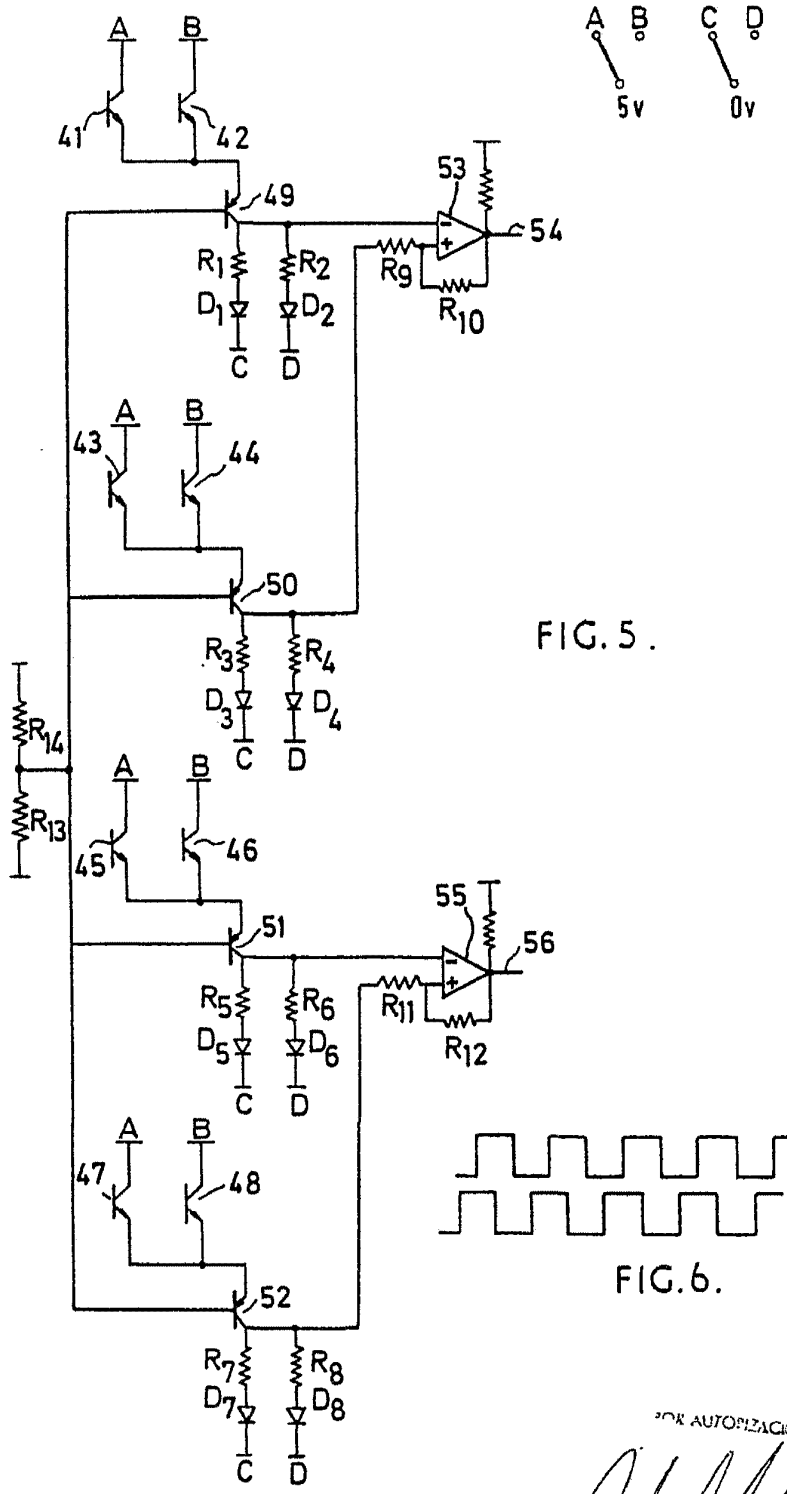 A B
A B C D
5v 0v
41 42
49
53
54
R1 R2
R9
D1 D2
R10
C D
A B
43 44
50
R3 R4
FIG. 5.
D3 D4
R14
C D
A B
R13
45 46
55
51
56
R5 R6
R11
D5 D6
R12
C D
A B
47 48
52
FIG. 6.
R7 R8
D7 D8
C D